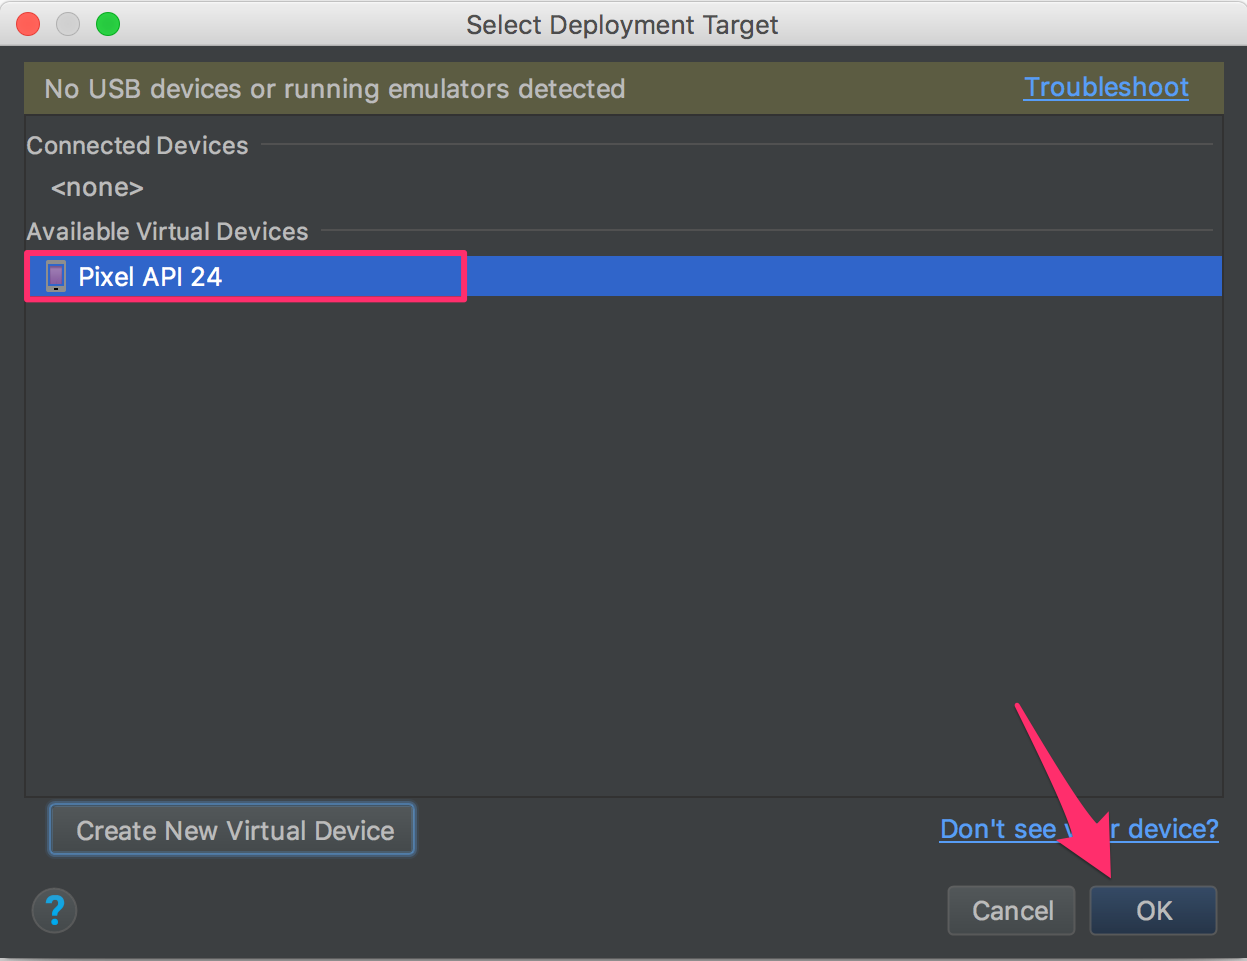 Select Deployment Target
No USB devices or running emulators detected
Troubleshoot
Connected Devices
<none>
Available Virtual Devices
Pixel API 24
Create New Virtual Device
Don't see your device?
?
Cancel
OK